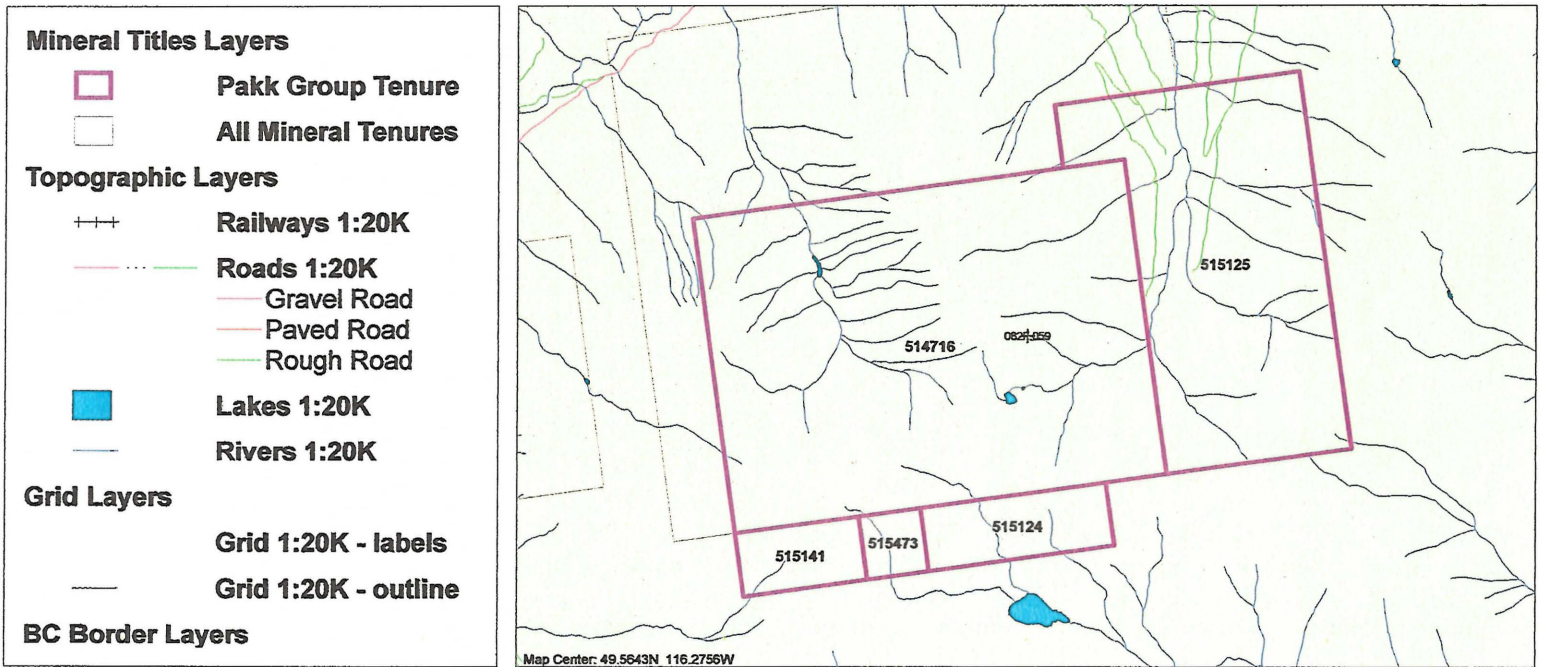 Mineral Titles Layers
Pakk Group Tenure
All Mineral Tenures
Topographic Layers
Railways 1:20K
Roads 1:20K
Gravel Road
Paved Road
Rough Road
Lakes 1:20K
Rivers 1:20K
Grid Layers
Grid 1:20K - labels
Grid 1:20K - outline
BC Border Layers
515125
514716
515124
515473
515141
Map Center: 49.5643N 116.2756W